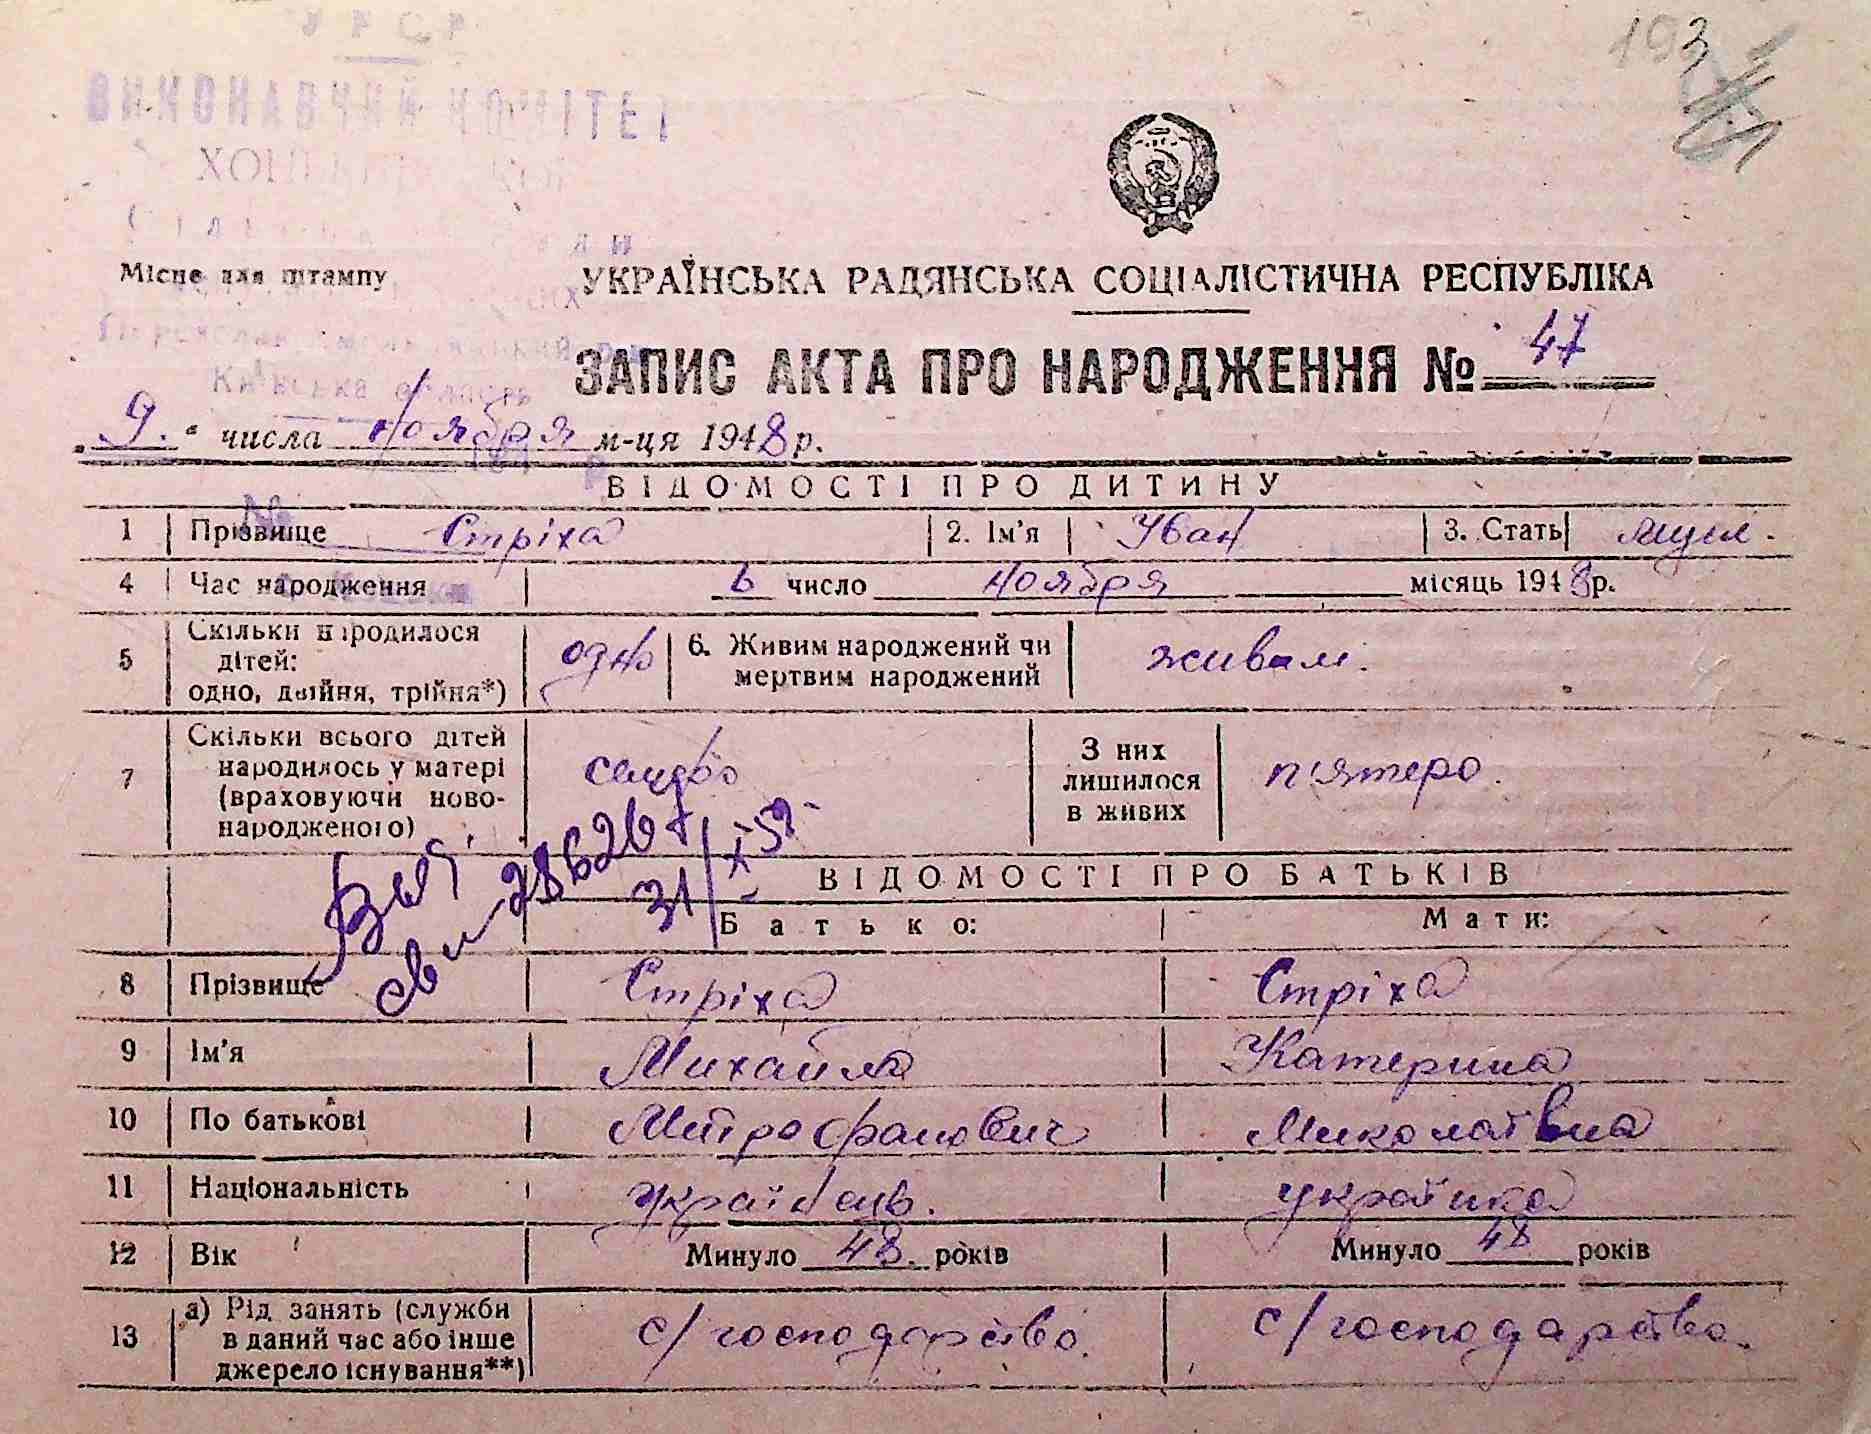 193
УРСР
ВИКОНАВЧИЙ КОМІТЕТ
Місце для штампу
УКРАЇНСЬКА РАДЯНСЬКА СОЦІАЛІСТИЧНА РЕСПУБЛІКА
Київська область
ЗАПИС АКТА ПРО НАРОДЖЕННЯ № 47
„9.“ числа ноября м-ця 1948 р.
ВІДОМОСТІ ПРО ДИТИНУ
1 Прізвище Стріха 2. Ім'я Іван 3. Стать
4 Час народження 6 число ноября місяць 1948 р.
5 Скільки народилося дітей: одно, двійня, трійня*) одно 6. Живим народжений чи мертвим народжений живам.
7 Скільки всього дітей народилось у матері (враховуючи новонародженого) З них лишилося в живих п'ятеро.
Выд. св 286267
31/X 59
ВІДОМОСТІ ПРО БАТЬКІВ
Батько: Мати:
8 Прізвище Стріха Стріха
9 Ім'я Михайло Катерина
10 По батькові Митрофанович Миколаївна
11 Національність Українець. українка
12 Вік Минуло 48. років Минуло 48 років
13 а) Рід занять (служби в даний час або інше джерело існування**) с/господарство. с/господарство.